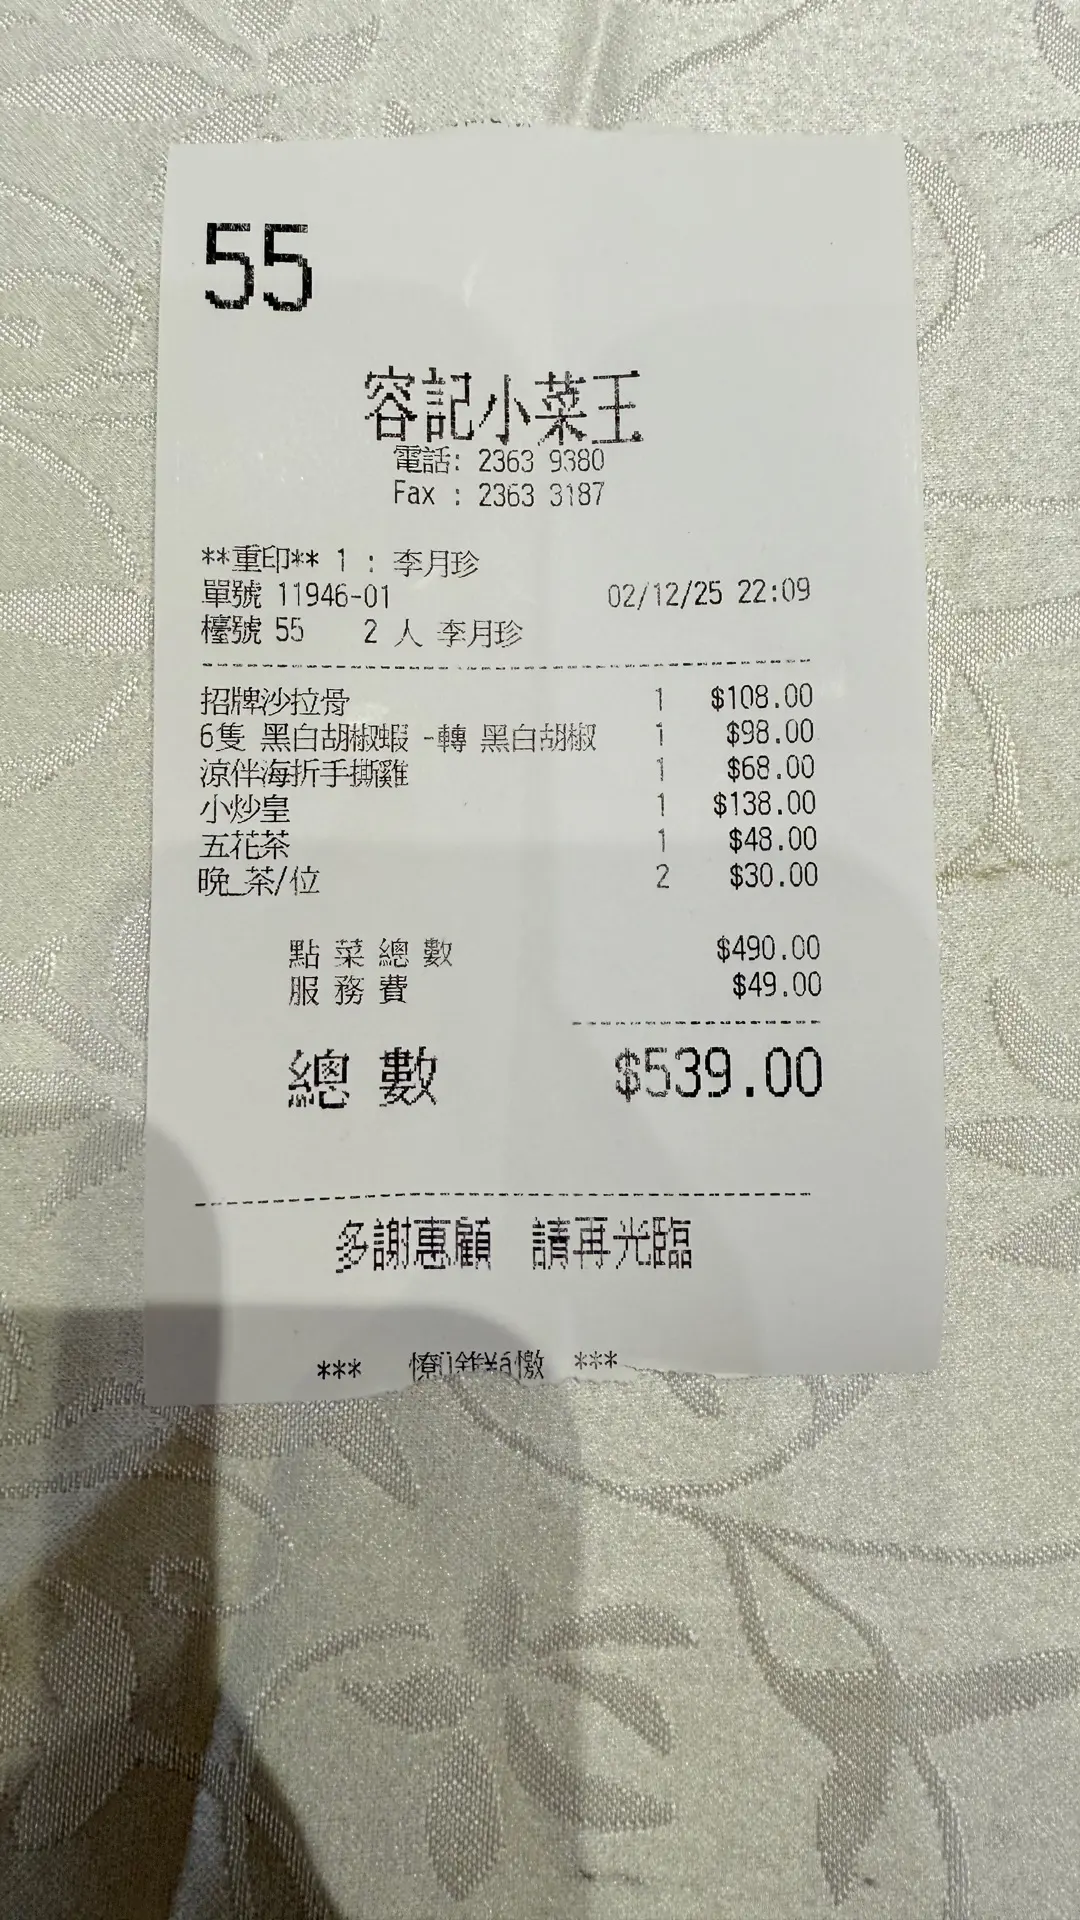 55
容記小菜王
電話: 2363 9380
Fax : 2363 3187
**重印** 1 : 李月珍
單號 11946-01 02/12/25 22:09
檯號 55 2 人 李月珍
招牌沙拉骨 1 $108.00
6隻 黑白胡椒蝦 -轉 黑白胡椒 1 $98.00
涼伴海折手撕雞 1 $68.00
小炒皇 1 $138.00
五花茶 1 $48.00
晚_茶/位 2 $30.00
點菜總數 $490.00
服務費 $49.00
總數 $539.00
多謝惠顧 請再光臨
*** ***